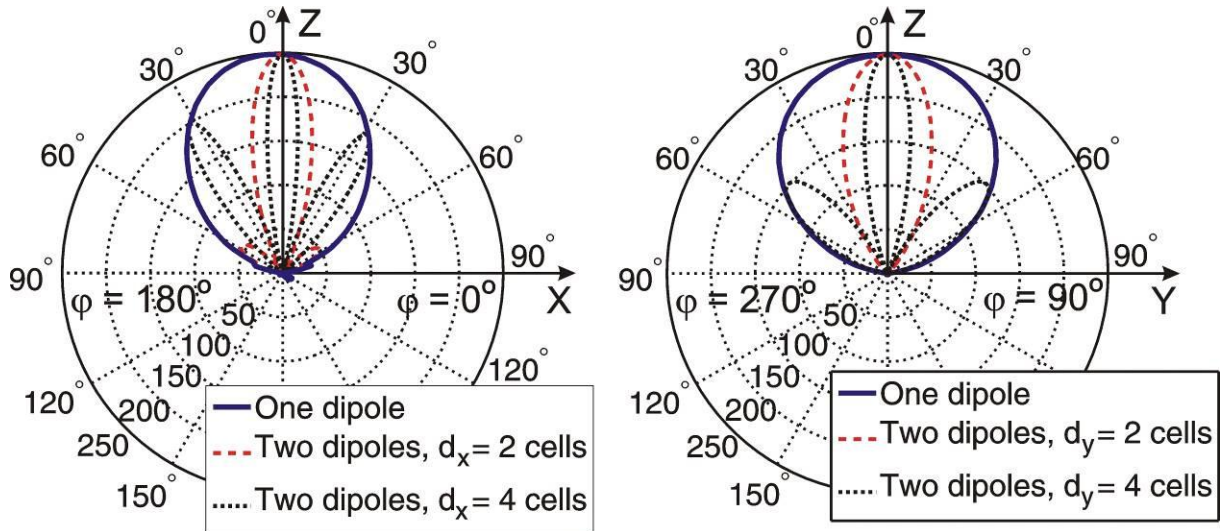 0° Z
30° 30°
60° 60°
90° 90°
φ = 180° φ = 0° X
50
100
150
200
250
120° 120°
150°
One dipole
Two dipoles, dₓ= 2 cells
Two dipoles, dₓ= 4 cells
0° Z
30° 30°
60° 60°
90° 90°
φ = 270° φ = 90° Y
50
100
150
200
250
120°
150°
One dipole
Two dipoles, d_y= 2 cells
Two dipoles, d_y= 4 cells